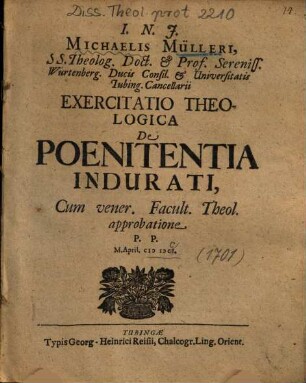 Diss. Theol. prot 2210
I. N. J.
MICHAELIS MÜLLERI,
SS. Theolog. Doct. & Prof. Sereniss.
Würtenberg. Ducis Consil. & Universitatis
Tubing. Cancellarii
EXERCITATIO THEO-
LOGICA
De
POENITENTIA
INDURATI,
Cum vener. Facult. Theol.
approbatione
P. P.
M. April.
(1701)
TUBINGÆ
Typis Georg-Heinrici Reisii, Chalcogr. Ling. Orient.